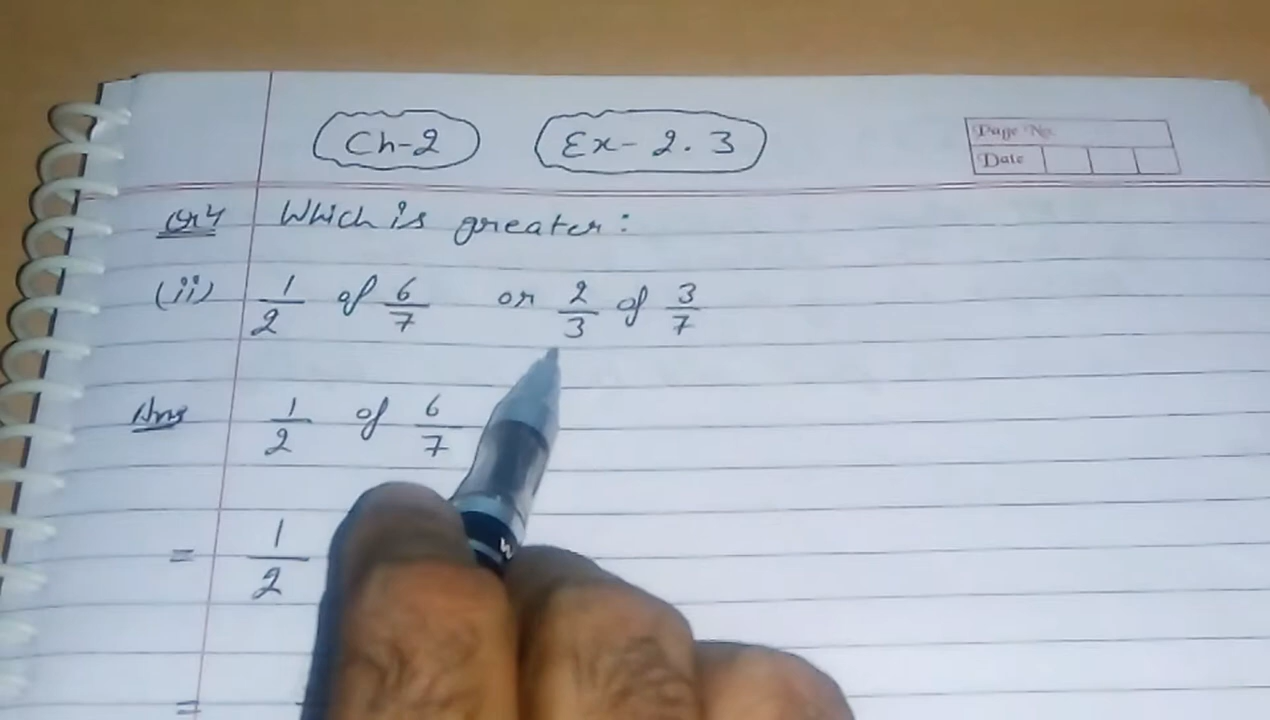 Ch-2 Ex-2.3
Page No.
Date
Qr4 Which is greater:
(ii) 1/2 of 6/7 or 2/3 of 3/7
Ans 1/2 of 6/7
= 1/2
=